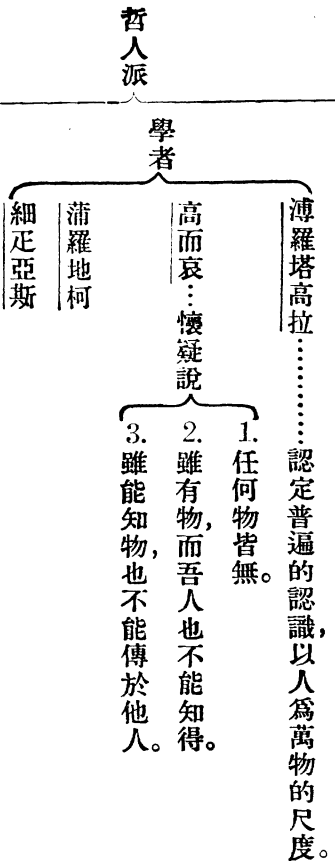 哲人派
學者
溥羅塔高拉…………認定普遍的認識，以人爲萬物的尺度。
高而哀…懷疑說
1.任何物皆無。
2.雖有物，而吾人也不能知得。
3.雖能知物，也不能傳於他人。
蒲羅地柯
細疋亞斯